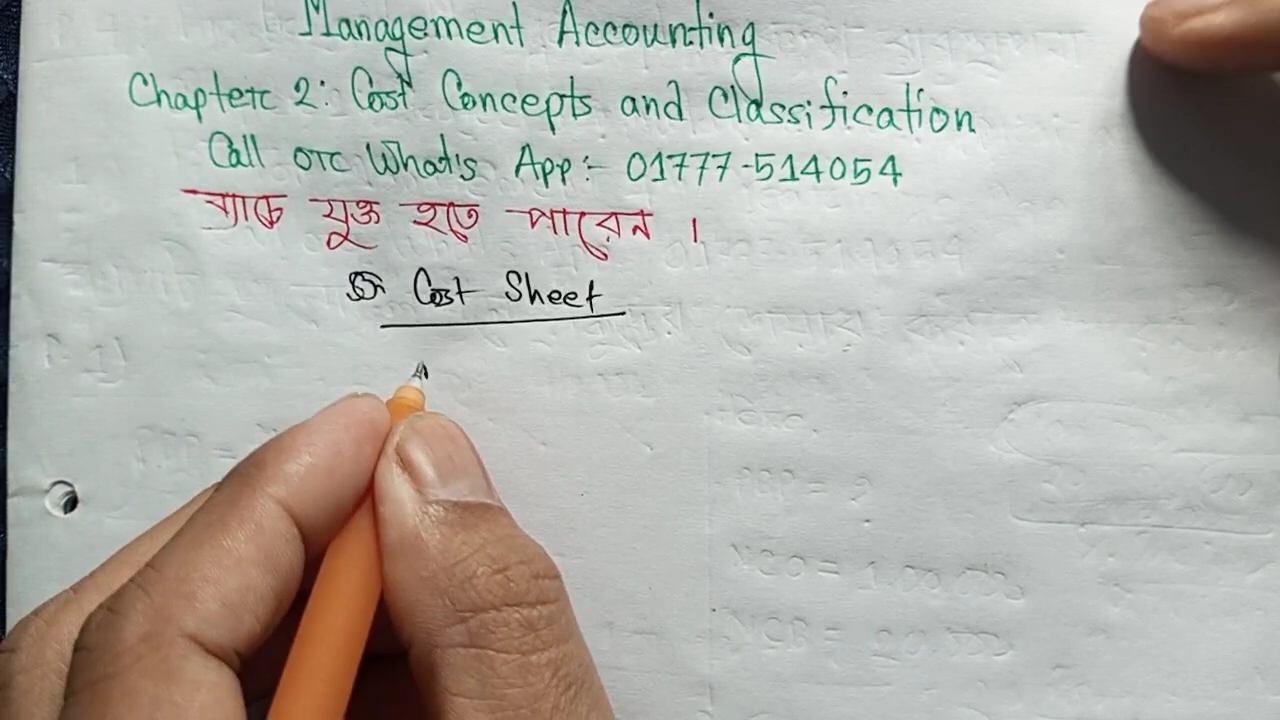 Management Accounting
Chapter 2: Cost Concepts and Classification
Call or What's App:- 01777-514054
ব্যাচে যুক্ত হতে পারেন ।
Cost Sheet